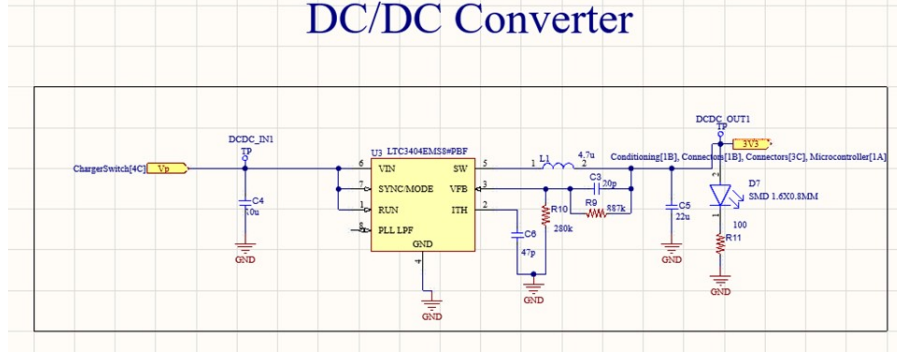 DC/DC Converter
DCDC_OUT1
TP
3V3
DCDC_IN1
TP
U3 LTC3404EMS8#PBF
ChargerSwitch[4C] Vp
6 VIN SW 5
L1 4.7u
1 2
Conditioning[1B], Connectors[1B], Connectors[3C], Microcontroller[1A]
7 SYNC/MODE VFB 3
C3 20p
2
D7
SMD 1.6X0.8MM
C4
R9
887k
1 RUN ITH 2
R10
280k
C5
22u
1
8 PLL LPF
C6
47p
100
R11
GND
4
GND
GND
GND
GND
GND